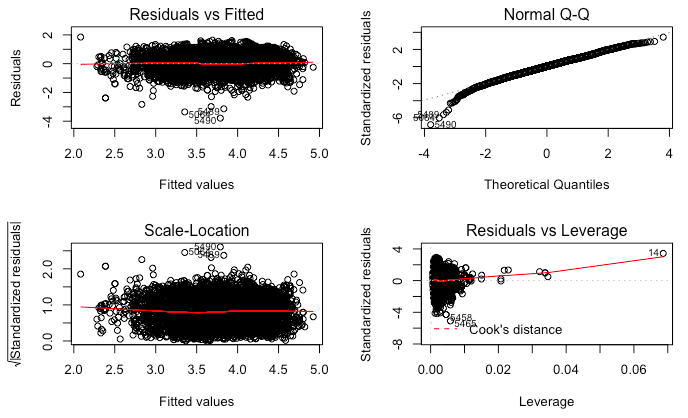 Residuals vs Fitted
Residuals
2
0
-2
-4
5490
2.0 2.5 3.0 3.5 4.0 4.5 5.0
Fitted values
Normal Q-Q
Standardized residuals
2
-2
-6
5490
-4 -2 0 2 4
Theoretical Quantiles
Scale-Location
√|Standardized residuals|
2.0
1.0
0.0
5490
2.0 2.5 3.0 3.5 4.0 4.5 5.0
Fitted values
Residuals vs Leverage
Standardized residuals
4
0
-4
-8
14
5458
5465
Cook's distance
0.00 0.02 0.04 0.06
Leverage